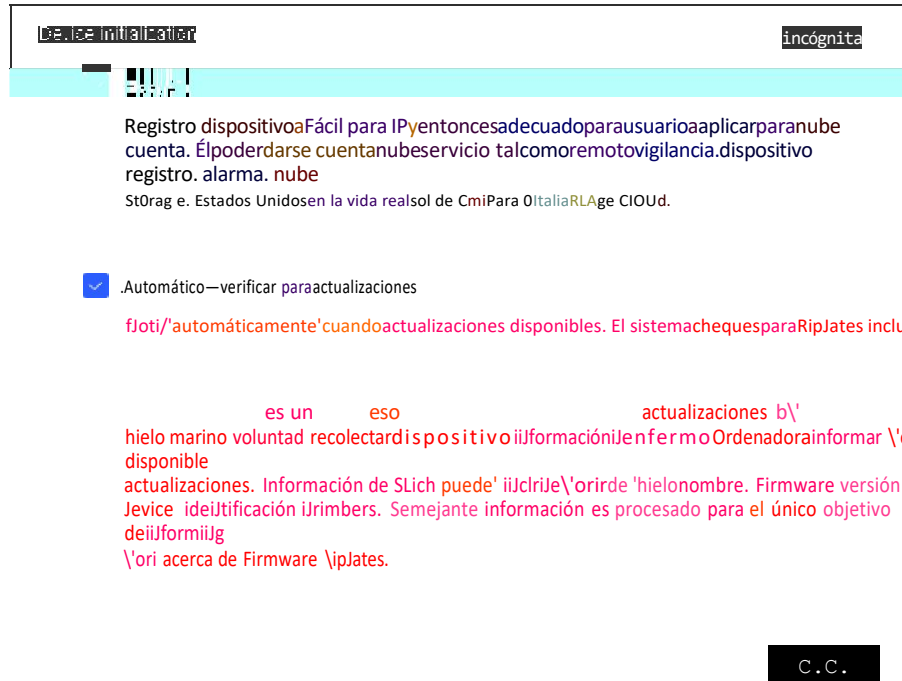 Device initialization
incógnita
Registro dispositivoaFácil para IPyentoncesadecuadoparausuarioaaplicarparanube
cuenta. Élpoderdarse cuentanubeservicio talcomoremotovigilancia.dispositivo
registro. alarma. nube
St0rag e. Estados Unidosen la vida realsol de CmiPara 0ItaliaRLAge CIOUd.
.Automático—verificar paraactualizaciones
fJoti/'automáticamente'cuandoactualizaciones disponibles. El sistemachequesparaRipJates inclu
es un eso actualizaciones b\'
hielo marino voluntad recolectardispositivoiiJformacióniJenfermoOrdenadorainformar \'
disponible
actualizaciones. Información de SLich puede' iiJclriJe\'orirde 'hielonombre. Firmware versión
Jevice ideiJtificación iJrimbers. Semejante información es procesado para el único objetivo
deiiJformiiJg
\'ori acerca de Firmware \ipJates.
C.C.